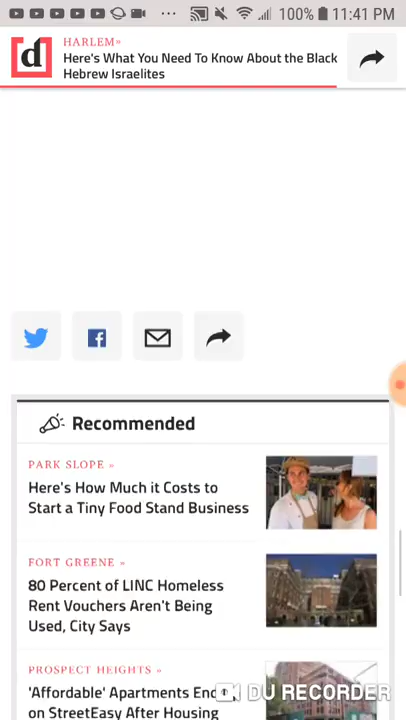 100% 11:41 PM
d
HARLEM»
Here's What You Need To Know About the Black
Hebrew Israelites
Recommended
PARK SLOPE »
Here's How Much it Costs to
Start a Tiny Food Stand Business
FORT GREENE »
80 Percent of LINC Homeless
Rent Vouchers Aren't Being
Used, City Says
PROSPECT HEIGHTS »
'Affordable' Apartments End
on StreetEasy After Housing
DU RECORDER